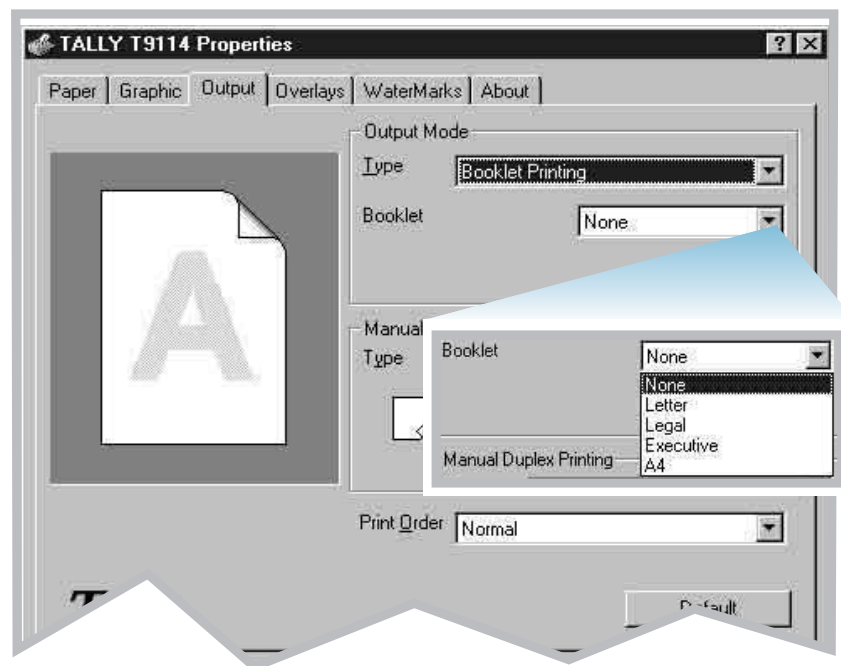 TALLY T9114 Properties
Paper Graphic Output Overlays WaterMarks About
Output Mode
Type Booklet Printing
Booklet None
A
Manual
Type
Booklet None
None
Letter
Legal
Executive
A4
Manual Duplex Printing
Print Order Normal
Default